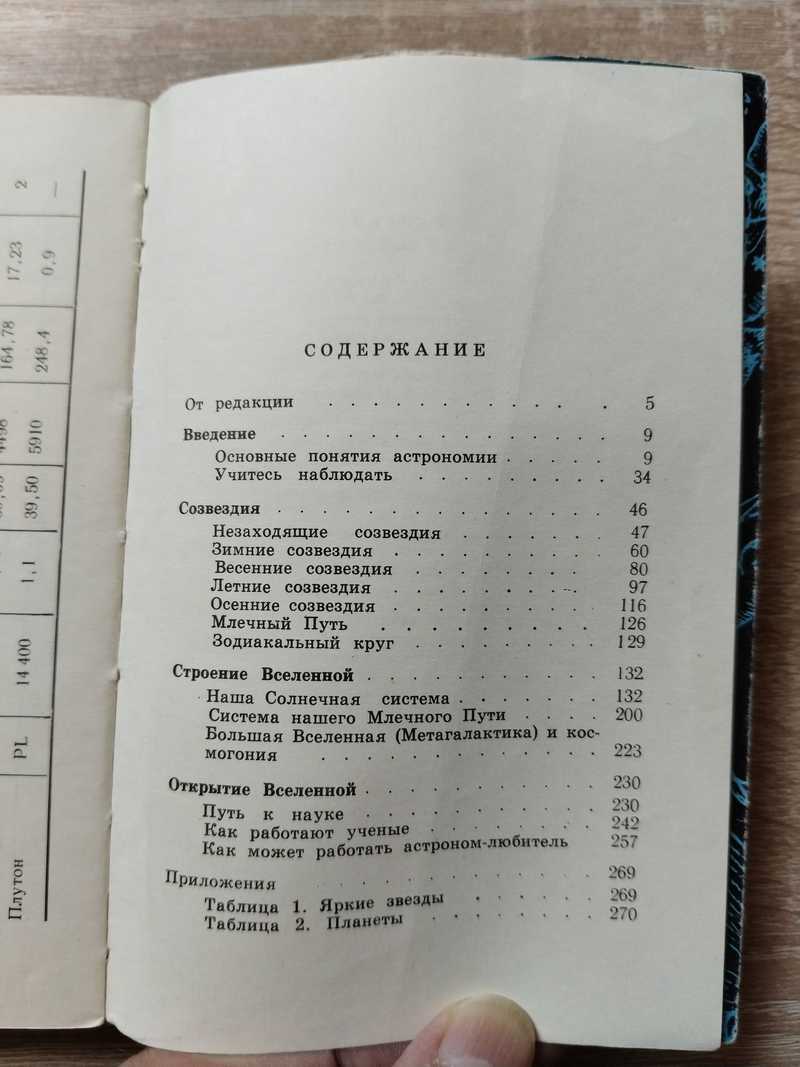 2
—
17,23
0,9
164,78
248,4
4498
5910
39,50
1,1
14 400
PL
Плутон
СОДЕРЖАНИЕ
От редакции . . . . . . . . . . . . 5
Введение . . . . . . . . . . . . . . 9
Основные понятия астрономии . . . . . 9
Учитесь наблюдать . . . . . . . . . 34
Созвездия . . . . . . . . . . . . . 46
Незаходящие созвездия . . . . . . . 47
Зимние созвездия . . . . . . . . . 60
Весенние созвездия . . . . . . . 80
Летние созвездия . . . . . . . . . 97
Осенние созвездия . . . . . . . . . 116
Млечный Путь . . . . . . . . . 126
Зодиакальный круг . . . . . . . . 129
Строение Вселенной . . . . . . . . . . . 132
Наша Солнечная система . . . . . . . 132
Система нашего Млечного Пути . . . . 200
Большая Вселенная (Метагалактика) и кос-
могония . . . . . . . . . . . . 223
Открытие Вселенной . . . . . . . . . . . 230
Путь к науке . . . . . . . . . . 230
Как работают ученые . . . . . . . 242
Как может работать астроном-любитель 257
Приложения . . . . . . . . . . 269
Таблица 1. Яркие звезды . . . . . 269
Таблица 2. Планеты . . . . . . . 270